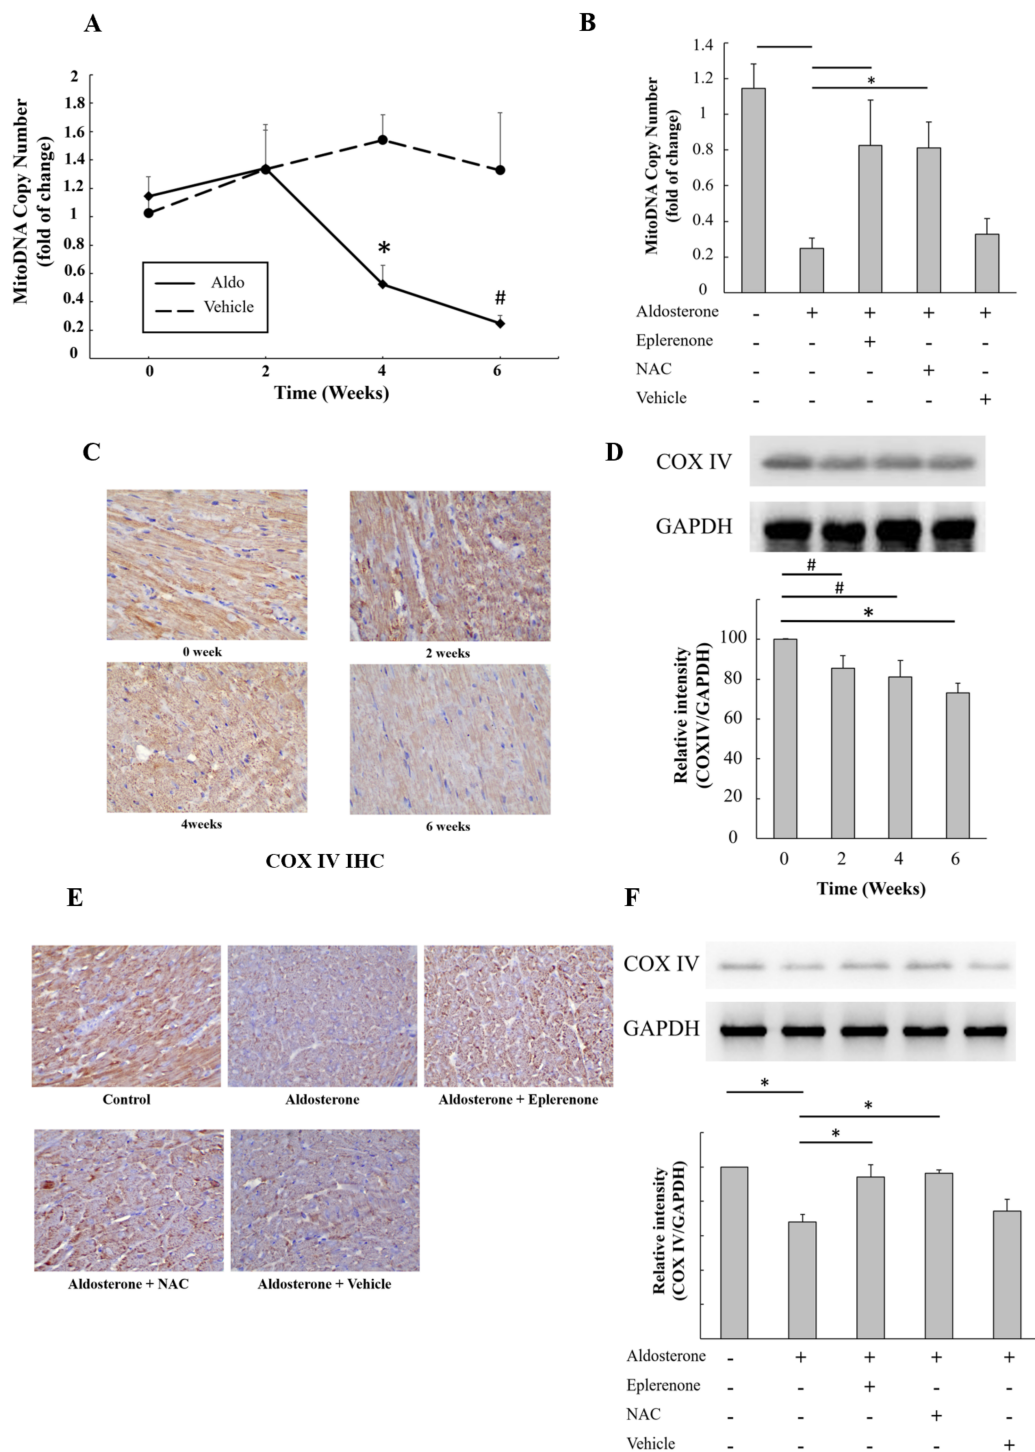 A
MitoDNA Copy Number
(fold of change)
2
1.8
1.6
1.4
1.2
1
0.8
0.6
0.4
0.2
0
*
#
Aldo
Vehicle
0 2 4 6
Time (Weeks)
B
MitoDNA Copy Number
(fold of change)
1.4
1.2
1
0.8
0.6
0.4
0.2
0
*
Aldosterone - + + + +
Eplerenone - - + - -
NAC - - - + -
Vehicle - - - - +
C
0 week
2 weeks
4weeks
6 weeks
COX IV IHC
D
COX IV
GAPDH
#
#
*
Relative intensity
(COXIV/GAPDH)
100
80
60
40
20
0
0 2 4 6
Time (Weeks)
E
Control
Aldosterone
Aldosterone + Eplerenone
Aldosterone + NAC
Aldosterone + Vehicle
F
COX IV
GAPDH
*
*
*
Relative intensity
(COX IV/GAPDH)
Aldosterone - + + + +
Eplerenone - - + - -
NAC - - - + -
Vehicle - - - - +